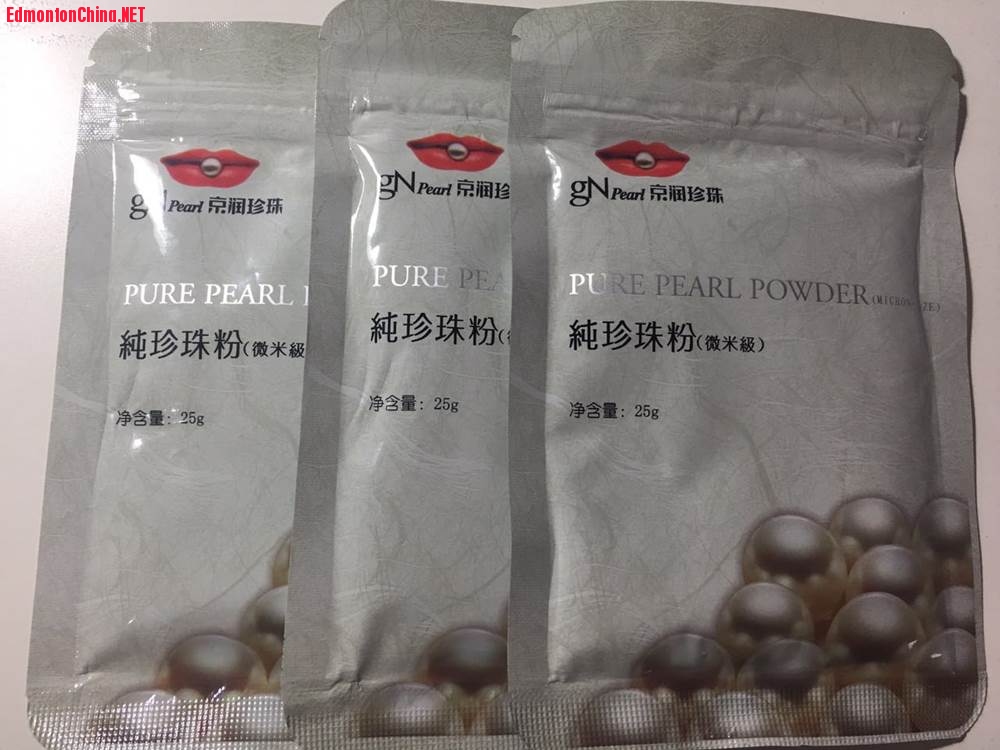 EdmontonChina.NET
gN Pearl 京润珍珠
PURE PEARL
純珍珠粉(微米級
净含量: 25g
gN Pearl 京润珍
PURE PEA
純珍珠粉(
净含量: 25g
gN Pearl 京润珍珠
PURE PEARL POWDER
純珍珠粉(微米級)
净含量: 25g